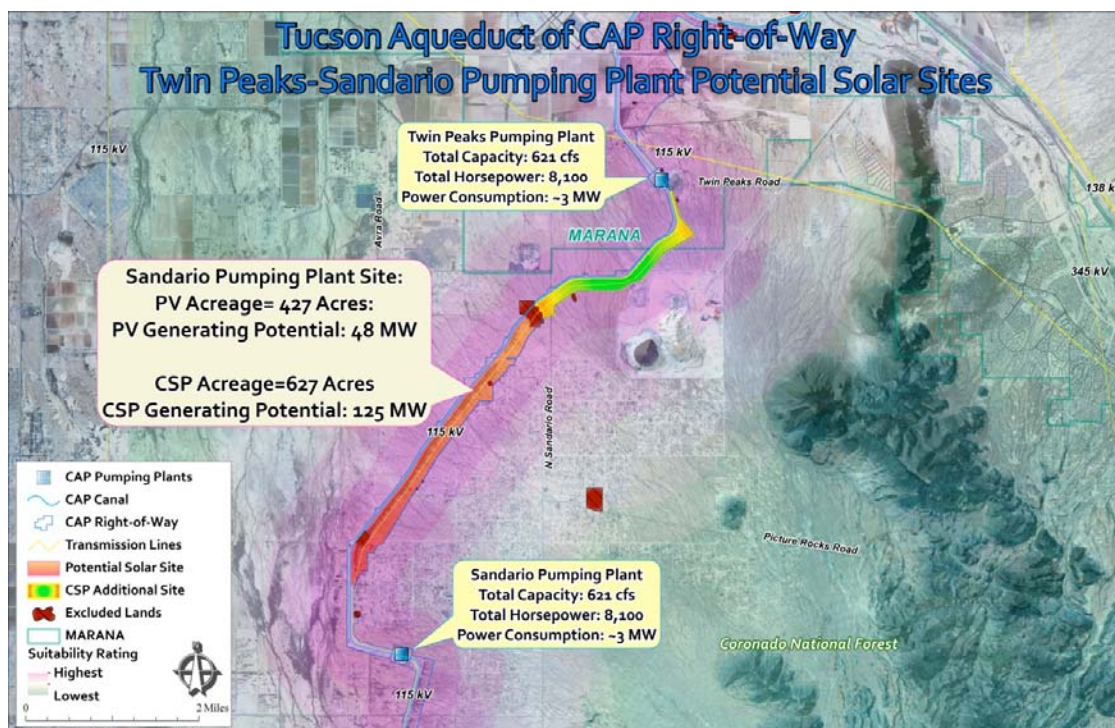 Tucson Aqueduct of CAP Right-of-Way
Twin Peaks-Sandario Pumping Plant Potential Solar Sites
Twin Peaks Pumping Plant
Total Capacity: 621 cfs
Total Horsepower: 8,100
Power Consumption: ~3 MW
115 kV
115 kV
Twin Peaks Road
138 k
Avra Road
MARANA
345 kV
Sandario Pumping Plant Site:
PV Acreage= 427 Acres:
PV Generating Potential: 48 MW
CSP Acreage=627 Acres
CSP Generating Potential: 125 MW
N Sandario Road
115 kV
CAP Pumping Plants
CAP Canal
CAP Right-of-Way
Transmission Lines
Potential Solar Site
CSP Additional Site
Excluded Lands
MARANA
Suitability Rating
Highest
Lowest
0 2 Miles
Picture Rocks Road
Sandario Pumping Plant
Total Capacity: 621 cfs
Total Horsepower: 8,100
Power Consumption: ~3 MW
Coronado National Forest
115 kV